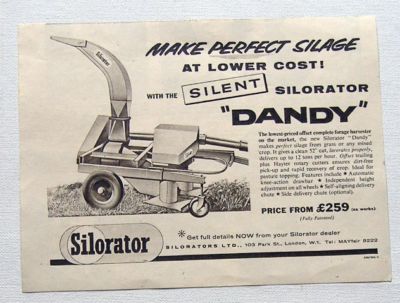 MAKE PERFECT SILAGE
AT LOWER COST!
WITH THE SILENT SILORATOR
"DANDY"
Silorator
The lowest-priced offset complete forage harvester
on the market, the new Silorator "Dandy"
makes perfect silage from grass or any mixed
crop. It gives a clean 52" cut, lacerates properly,
delivers up to 12 tons per hour. Offset trailing
plus Hayter rotary cutters ensures dirt-free
pick-up and rapid recovery of crop. Ideal for
pasture topping. Features include ★ Automatic
knee-action drawbar ★ Independent height
adjustment on all wheels ★ Self-aligning delivery
chute ★ Side delivery chute (optional).
PRICE FROM £259 (ex works)
(Fully Patented)
Silorator
* Get full details NOW from your Silorator dealer
SILORATORS LTD., 103 Park St., London, W.1. Tel: MAYfair 8222